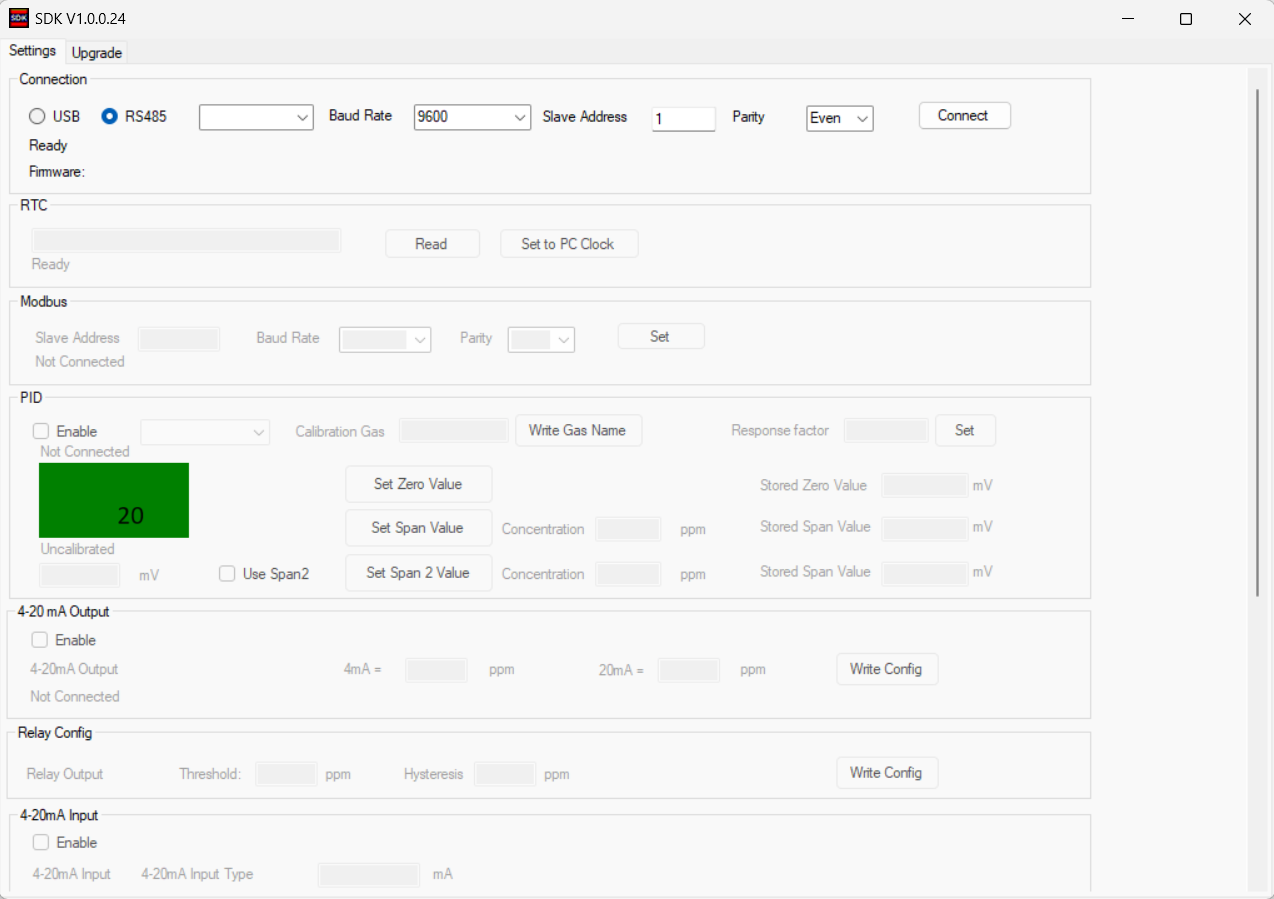 SDK SDK V1.0.0.24
Settings Upgrade
Connection
USB RS485 Baud Rate 9600 Slave Address 1 Parity Even Connect
Ready
Firmware:
RTC
Read Set to PC Clock
Ready
Modbus
Slave Address Baud Rate Parity Set
Not Connected
PID
Enable Calibration Gas Write Gas Name Response factor Set
Not Connected
Set Zero Value Stored Zero Value mV
20
Set Span Value Concentration ppm Stored Span Value mV
Uncalibrated
mV Use Span2 Set Span 2 Value Concentration ppm Stored Span Value mV
4-20 mA Output
Enable
4-20mA Output 4mA = ppm 20mA = ppm Write Config
Not Connected
Relay Config
Relay Output Threshold: ppm Hysteresis ppm Write Config
4-20mA Input
Enable
4-20mA Input 4-20mA Input Type mA